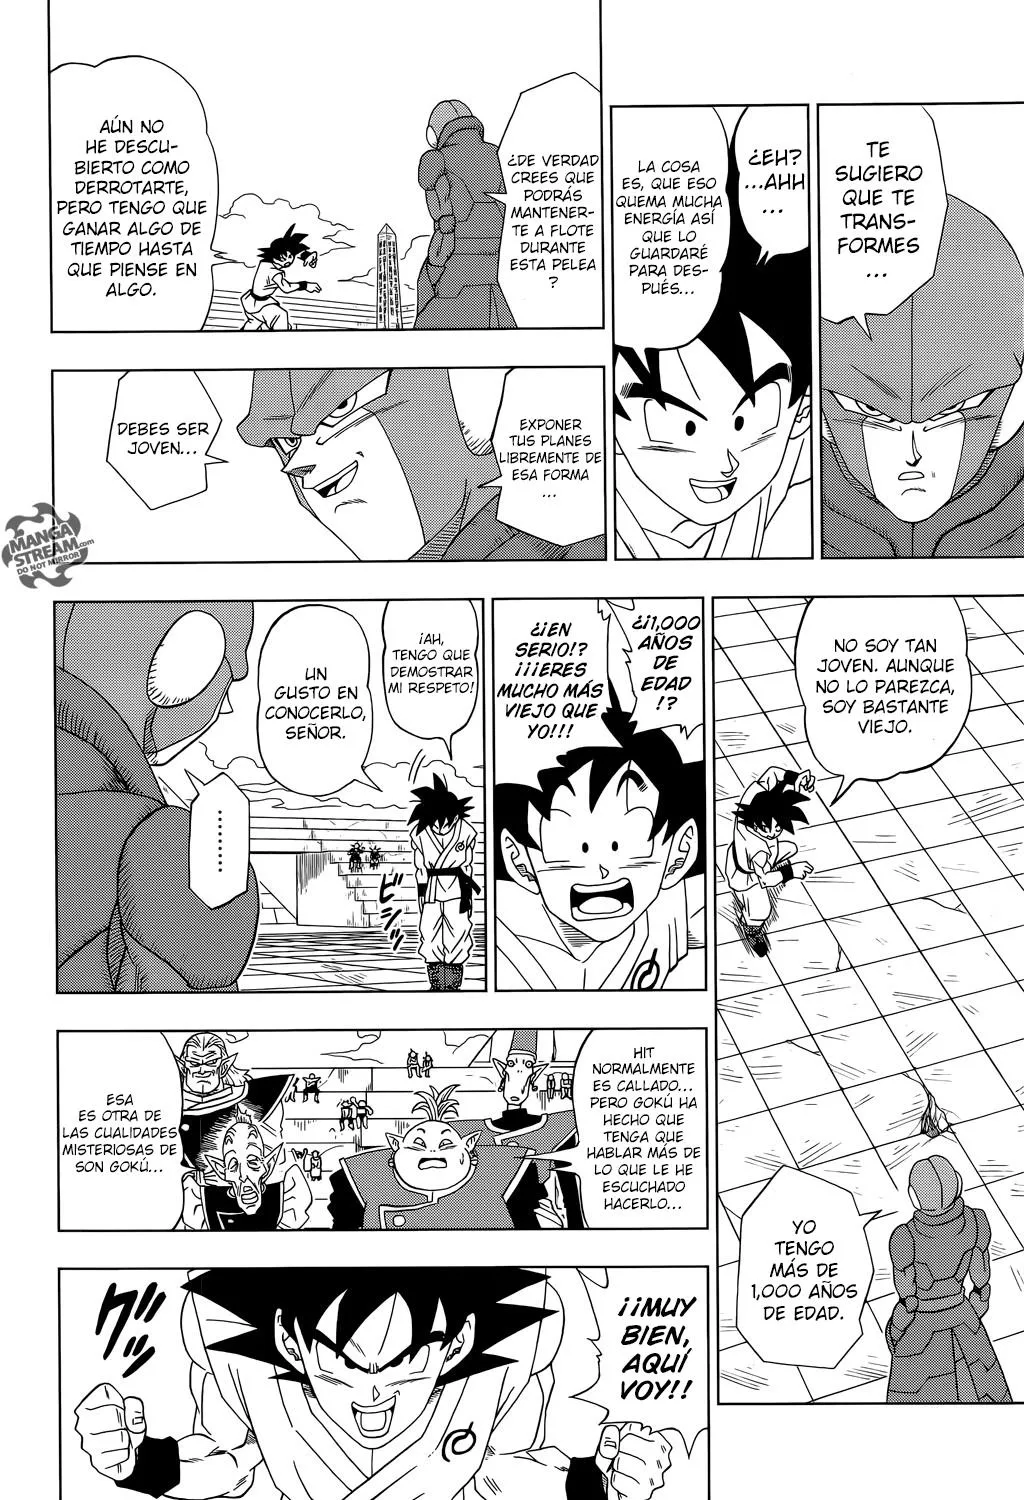 TE
SUGIERO
QUE TE
TRANS-
FORMES
...
¿EH?
...AHH
...
LA COSA
ES, QUE ESO
QUEMA MUCHA
ENERGÍA ASÍ
QUE LO
GUARDARÉ
PARA DES-
PUÉS...
¿DE VERDAD
CREES QUE
PODRÁS
MANTENER-
TE A FLOTE
DURANTE
ESTA PELEA
?
AÚN NO
HE DESCU-
BIERTO COMO
DERROTARTE,
PERO TENGO QUE
GANAR ALGO DE
TIEMPO HASTA
QUE PIENSE EN
ALGO.
EXPONER
TUS PLANES
LIBREMENTE DE
ESA FORMA
...
DEBES SER
JOVEN...
MANGA
STREAM.com
DO NOT MIRROR
NO SOY TAN
JOVEN. AUNQUE
NO LO PAREZCA,
SOY BASTANTE
VIEJO.
YO
TENGO
MÁS DE
1,000 AÑOS
DE EDAD.
¿¡1,000
AÑOS
DE
EDAD
!?
¿¡EN
SERIO!?
¡¡¡ERES
MUCHO MÁS
VIEJO QUE
YO!!!
¡AH,
TENGO QUE
DEMOSTRAR
MI RESPETO!
UN
GUSTO EN
CONOCERLO,
SEÑOR.
ビシッ
.........
HIT
NORMALMENTE
ES CALLADO...
PERO GOKÚ HA
HECHO QUE
TENGA QUE
HABLAR MÁS DE
LO QUE LE HE
ESCUCHADO
HACERLO...
ESA
ES OTRA DE
LAS CUALIDADES
MISTERIOSAS DE
SON GOKÚ...
¡¡MUY
BIEN,
AQUÍ
VOY!!
グッ